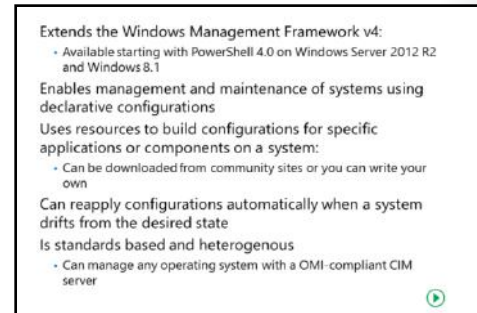 Extends the Windows Management Framework v4:
• Available starting with PowerShell 4.0 on Windows Server 2012 R2
and Windows 8.1
Enables management and maintenance of systems using
declarative configurations
Uses resources to build configurations for specific
applications or components on a system:
• Can be downloaded from community sites or you can write your
own
Can reapply configurations automatically when a system
drifts from the desired state
Is standards based and heterogenous
• Can manage any operating system with a OMI-compliant CIM
server